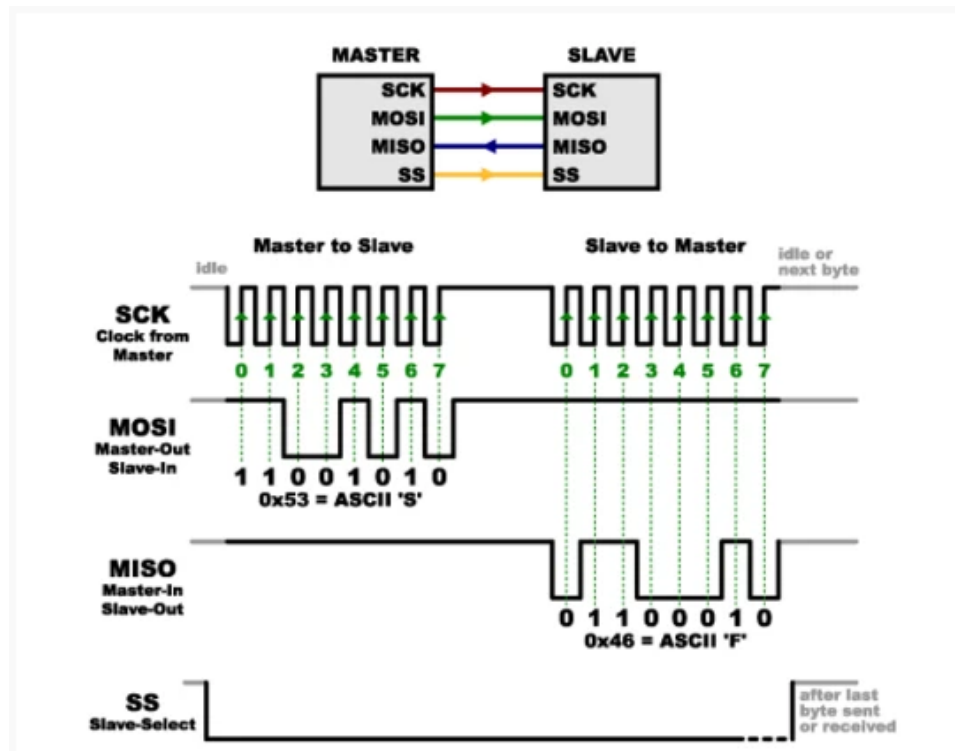 MASTER SLAVE
SCK SCK
MOSI MOSI
MISO MISO
SS SS
Master to Slave Slave to Master
idle
idle or
next byte
SCK
Clock from
Master
0 1 2 3 4 5 6 7 0 1 2 3 4 5 6 7
MOSI
Master-Out
Slave-In
1 1 0 0 1 0 1 0
0x53 = ASCII 'S'
MISO
Master-In
Slave-Out
0 1 1 0 0 0 1 0
0x46 = ASCII 'F'
SS
Slave-Select
after last
byte sent
or received